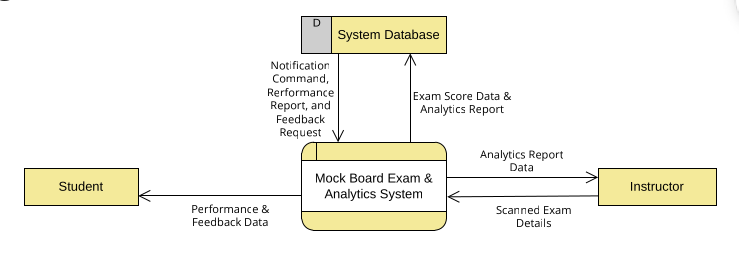 D
System Database
Notification
Command,
Rerformance
Report, and
Feedback
Request
Exam Score Data &
Analytics Report
Mock Board Exam &
Analytics System
Student
Performance &
Feedback Data
Analytics Report
Data
Instructor
Scanned Exam
Details